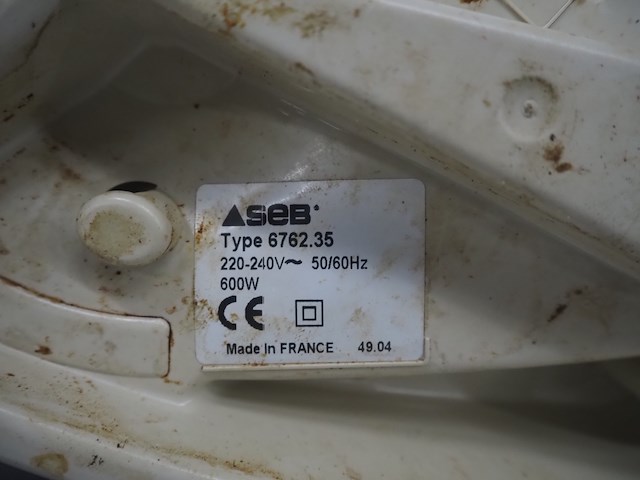 SEB
Type 6762.35
220-240V~ 50/60Hz
600W
CE
Made in FRANCE 49.04